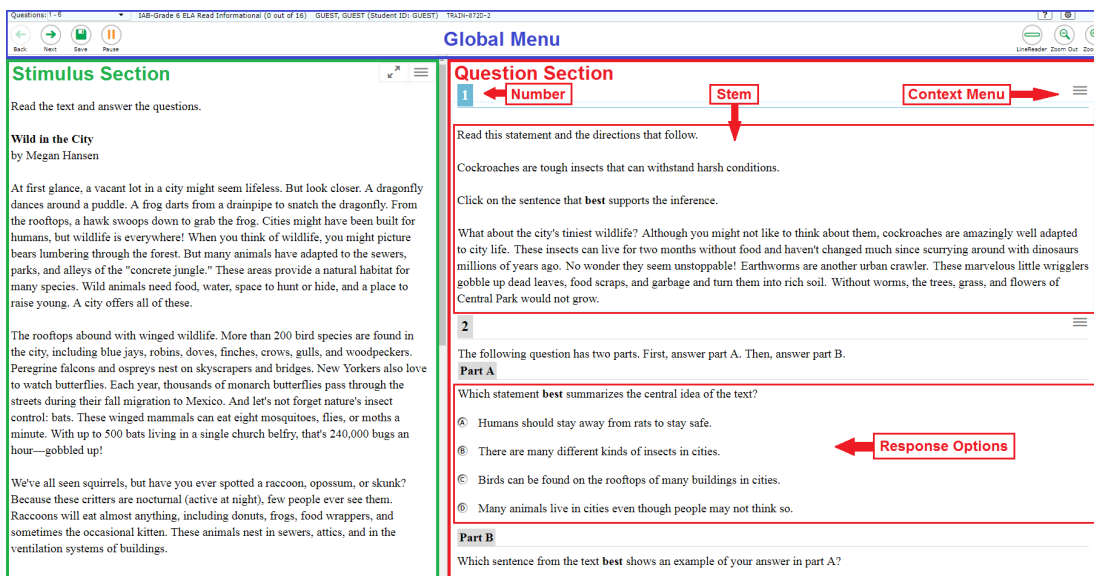 Questions: 1 - 6
IAB-Grade 6 ELA Read Informational (0 out of 16) GUEST, GUEST (Student ID: GUEST) TRAIN-872D-2
?
Back Next Save Pause
Global Menu
LineReader Zoom Out
Stimulus Section
Read the text and answer the questions.
Wild in the City
by Megan Hansen
At first glance, a vacant lot in a city might seem lifeless. But look closer. A dragonfly
dances around a puddle. A frog darts from a drainpipe to snatch the dragonfly. From
the rooftops, a hawk swoops down to grab the frog. Cities might have been built for
humans, but wildlife is everywhere! When you think of wildlife, you might picture
bears lumbering through the forest. But many animals have adapted to the sewers,
parks, and alleys of the "concrete jungle." These areas provide a natural habitat for
many species. Wild animals need food, water, space to hunt or hide, and a place to
raise young. A city offers all of these.
The rooftops abound with winged wildlife. More than 200 bird species are found in
the city, including blue jays, robins, doves, finches, crows, gulls, and woodpeckers.
Peregrine falcons and ospreys nest on skyscrapers and bridges. New Yorkers also love
to watch butterflies. Each year, thousands of monarch butterflies pass through the
streets during their fall migration to Mexico. And let's not forget nature's insect
control: bats. These winged mammals can eat eight mosquitoes, flies, or moths a
minute. With up to 500 bats living in a single church belfry, that's 240,000 bugs an
hour—gobbled up!
We've all seen squirrels, but have you ever spotted a raccoon, opossum, or skunk?
Because these critters are nocturnal (active at night), few people ever see them.
Raccoons will eat almost anything, including donuts, frogs, food wrappers, and
sometimes the occasional kitten. These animals nest in sewers, attics, and in the
ventilation systems of buildings.
Question Section
1
Number
Stem
Context Menu
Read this statement and the directions that follow.
Cockroaches are tough insects that can withstand harsh conditions.
Click on the sentence that best supports the inference.
What about the city's tiniest wildlife? Although you might not like to think about them, cockroaches are amazingly well adapted
to city life. These insects can live for two months without food and haven't changed much since scurrying around with dinosaurs
millions of years ago. No wonder they seem unstoppable! Earthworms are another urban crawler. These marvelous little wrigglers
gobble up dead leaves, food scraps, and garbage and turn them into rich soil. Without worms, the trees, grass, and flowers of
Central Park would not grow.
2
The following question has two parts. First, answer part A. Then, answer part B.
Part A
Which statement best summarizes the central idea of the text?
A Humans should stay away from rats to stay safe.
B There are many different kinds of insects in cities.
Response Options
C Birds can be found on the rooftops of many buildings in cities.
D Many animals live in cities even though people may not think so.
Part B
Which sentence from the text best shows an example of your answer in part A?